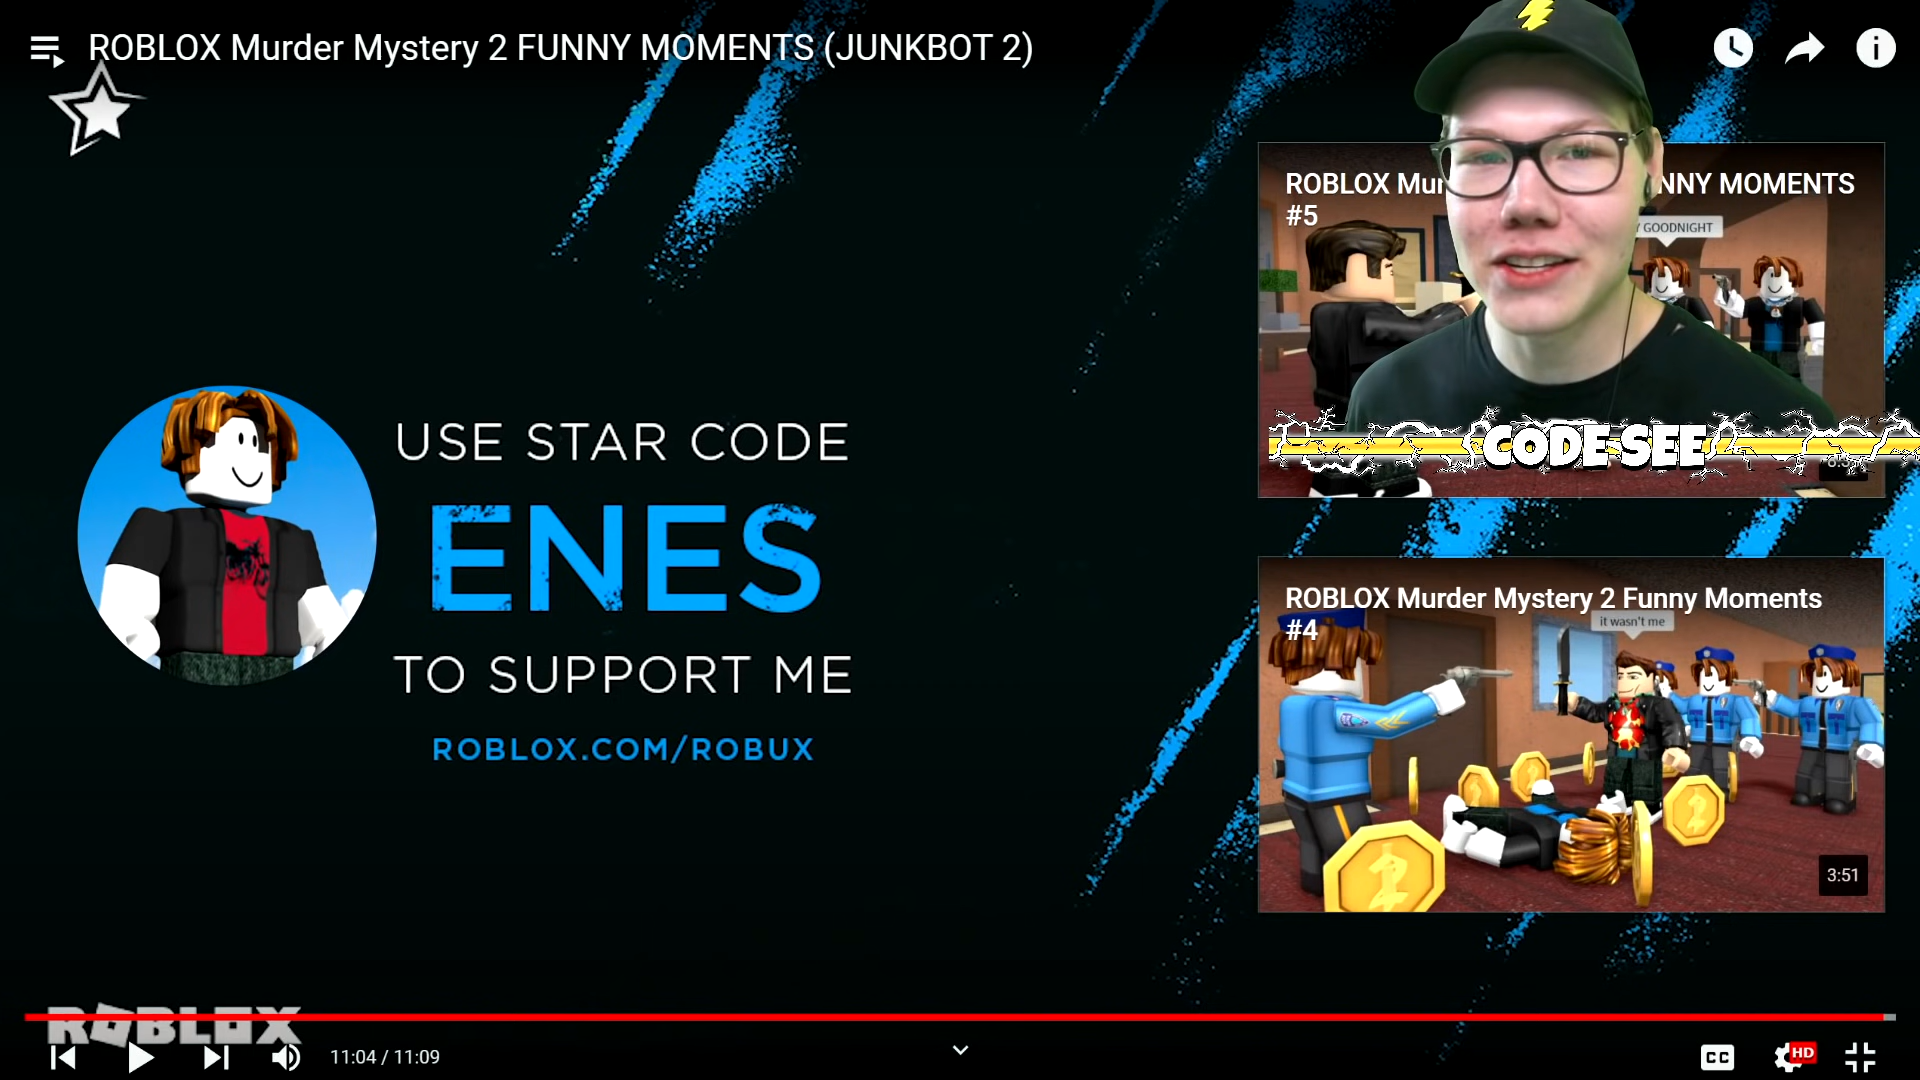 ROBLOX Murder Mystery 2 FUNNY MOMENTS (JUNKBOT 2)
ROBLOX Mur
NNY MOMENTS
#5
GOODNIGHT
CODE SEE
USE STAR CODE
ENES
TO SUPPORT ME
ROBLOX.COM/ROBUX
ROBLOX Murder Mystery 2 Funny Moments
#4
it wasn't me
3:51
ROBLOX
11:04 / 11:09
CC
HD